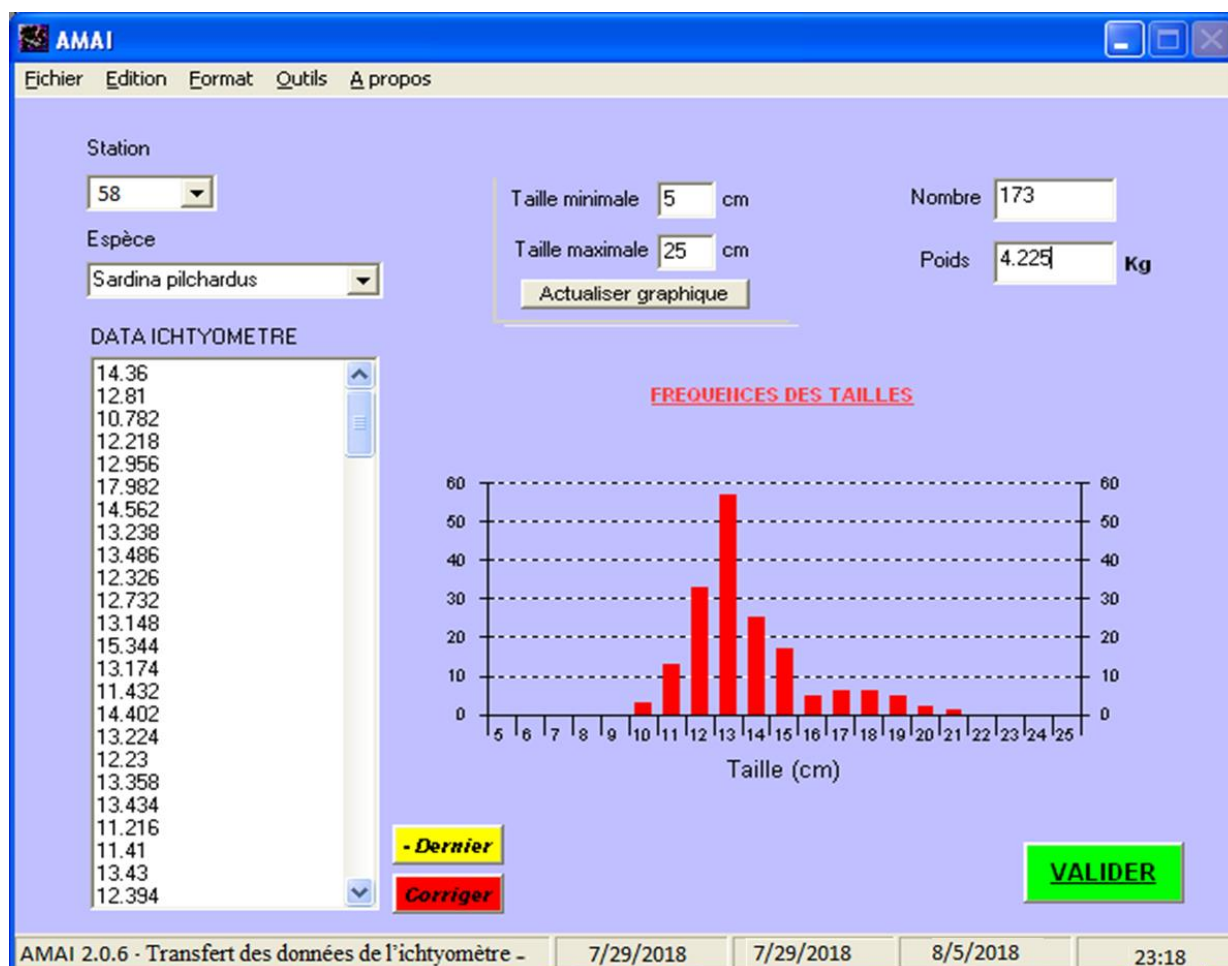 AMAI
Fichier Edition Format Outils A propos
Station
58
Espèce
Sardina pilchardus
Taille minimale 5 cm
Taille maximale 25 cm
Actualiser graphique
Nombre 173
Poids 4.225 Kg
DATA ICHTYOMETRE
14.36
12.81
10.782
12.218
12.956
17.982
14.562
13.238
13.486
12.326
12.732
13.148
15.344
13.174
11.432
14.402
13.224
12.23
13.358
13.434
11.216
11.41
13.43
12.394
FREQUENCES DES TAILLES
60 60
50 50
40 40
30 30
20 20
10 10
0 0
5 6 7 8 9 10 11 12 13 14 15 16 17 18 19 20 21 22 23 24 25
Taille (cm)
- Dernier
Corriger
VALIDER
AMAI 2.0.6 - Transfert des données de l'ichtyomètre - 7/29/2018 7/29/2018 8/5/2018 23:18